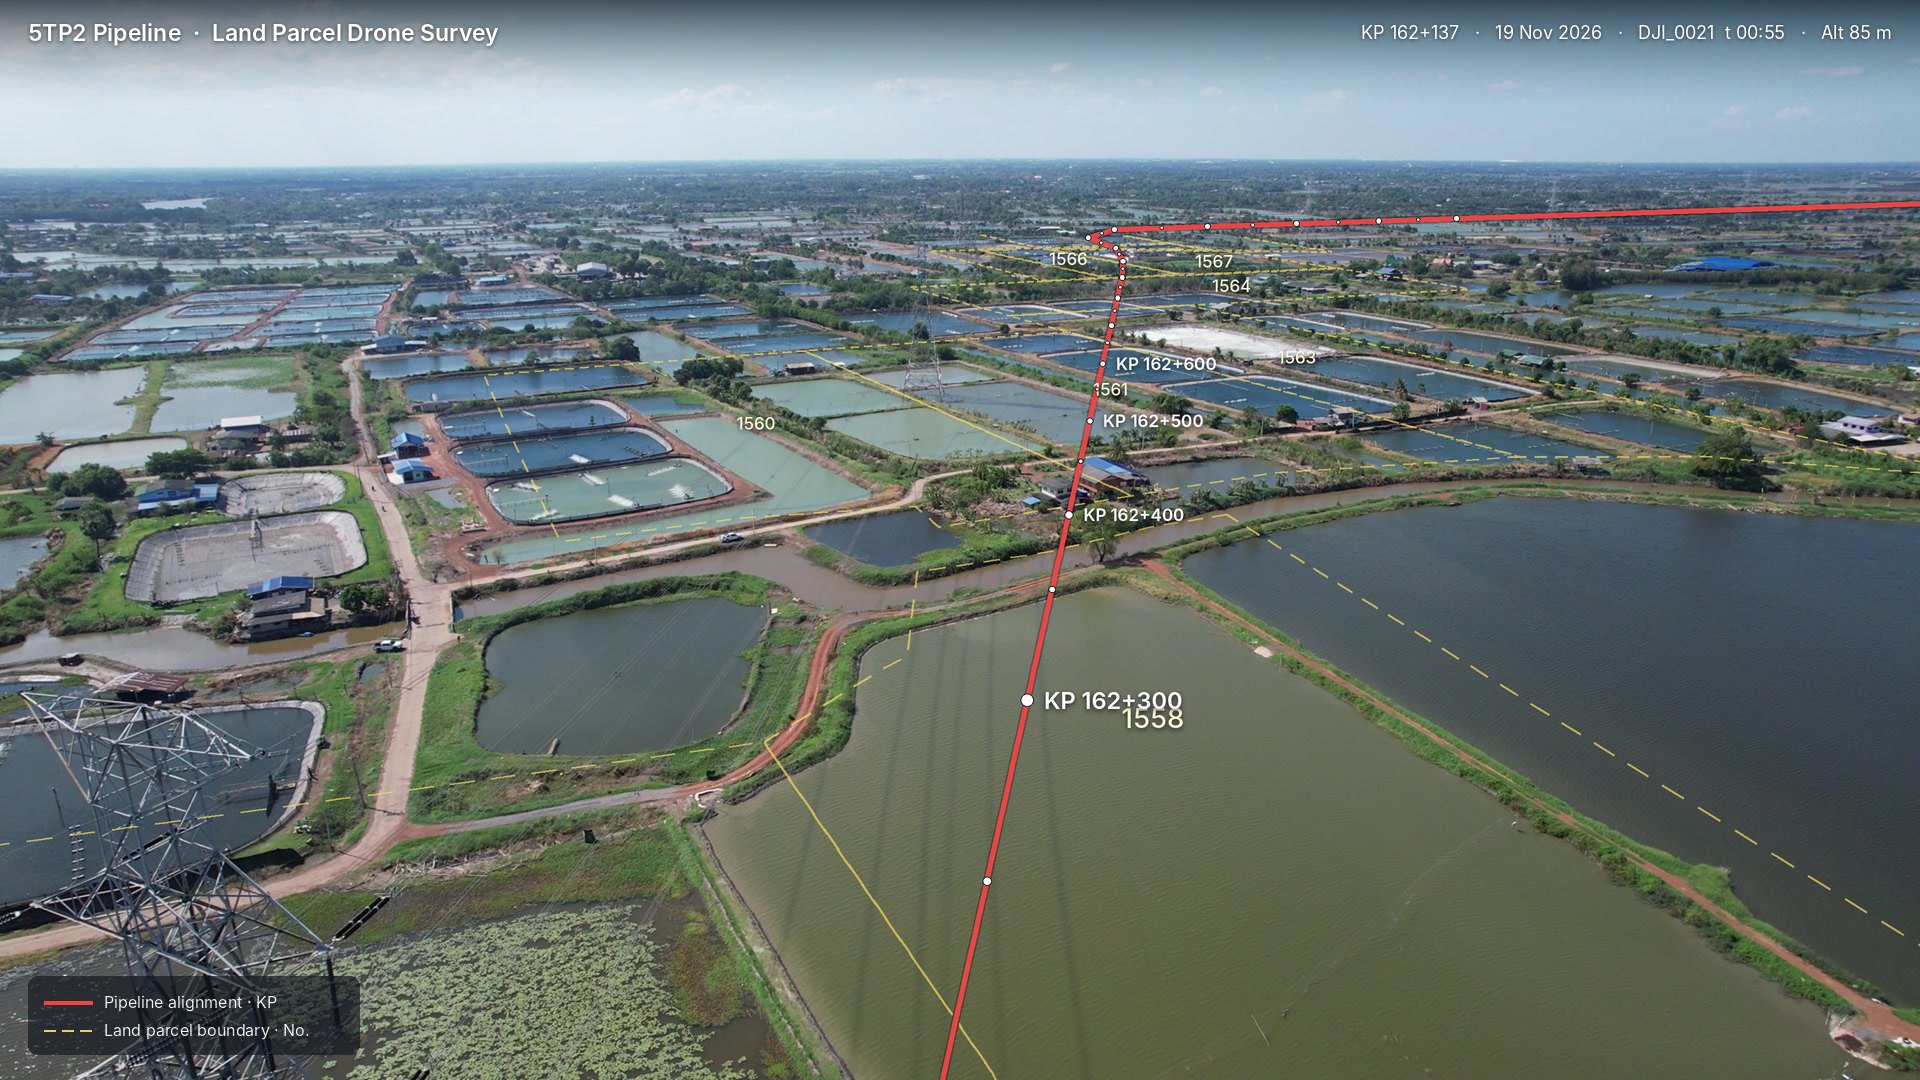 5TP2 Pipeline · Land Parcel Drone Survey
KP 162+137 · 19 Nov 2026 · DJI_0021 t 00:55 · Alt 85 m
1566
1567
1564
1563
KP 162+600
1561
KP 162+500
1560
KP 162+400
KP 162+300
1558
Pipeline alignment · KP
Land parcel boundary · No.